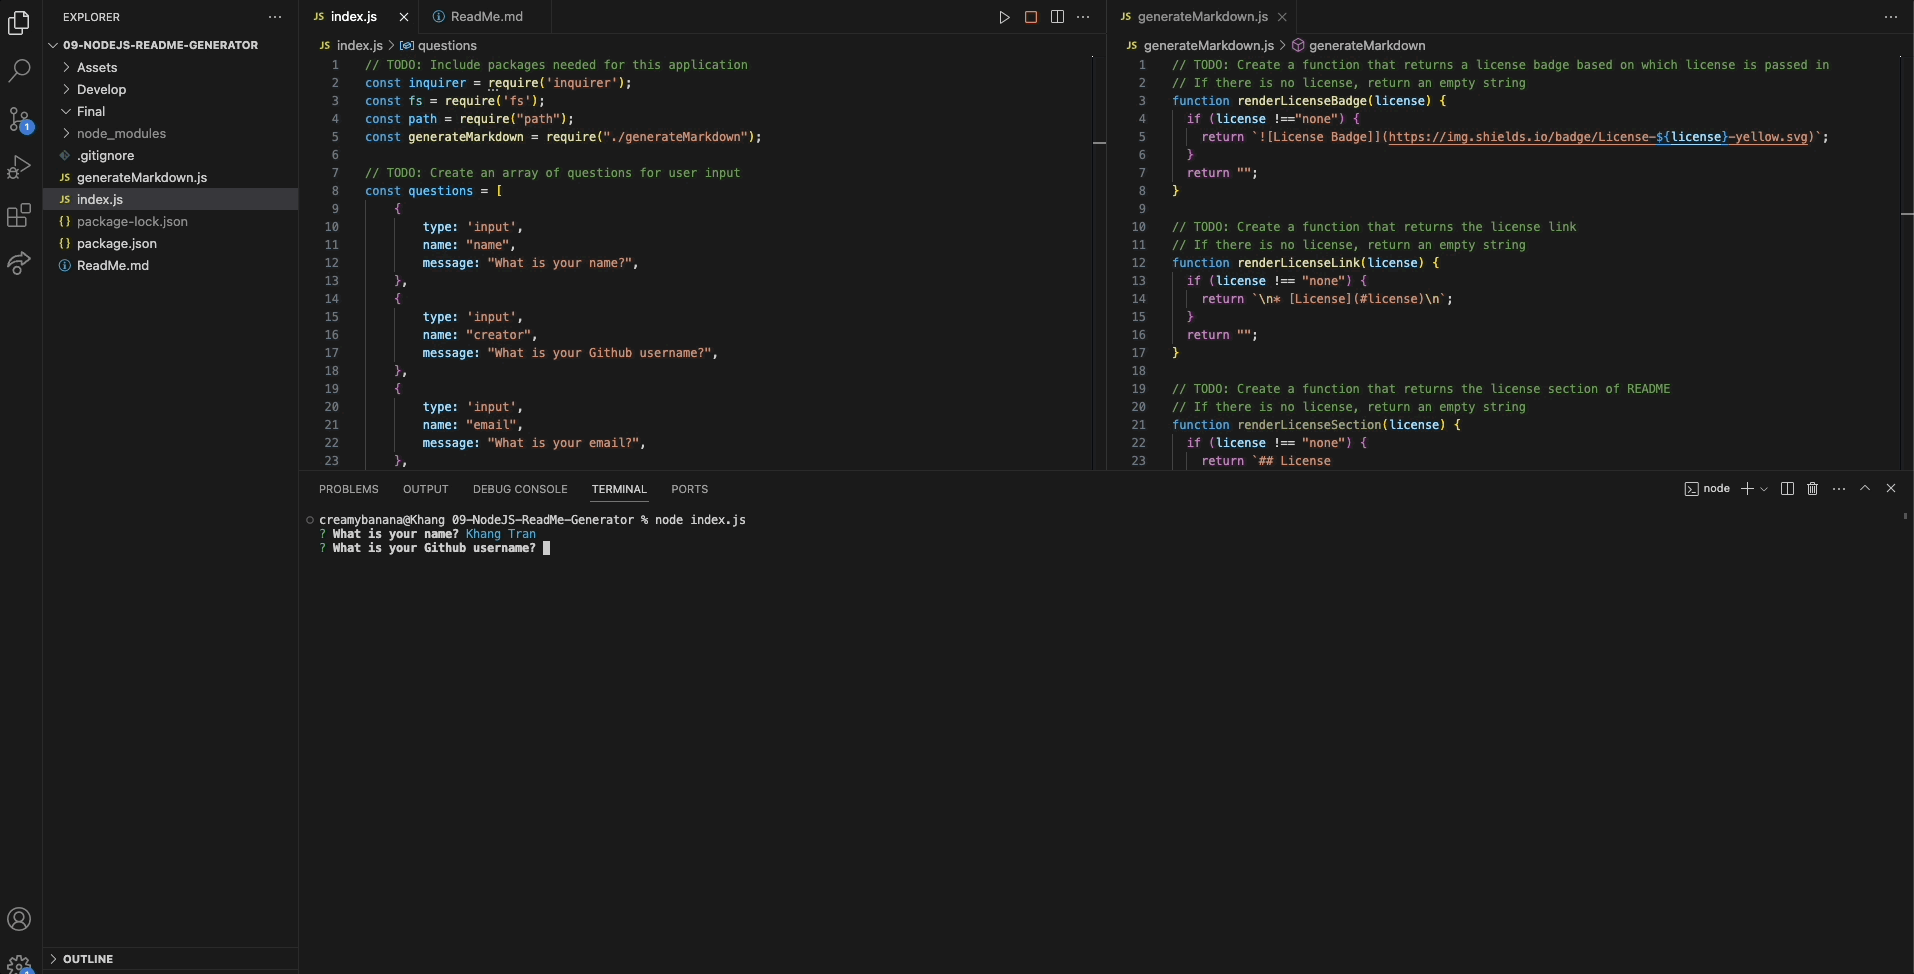 EXPLORER
09-NODEJS-README-GENERATOR
Assets
Develop
Final
node_modules
.gitignore
JS generateMarkdown.js
JS index.js
{} package-lock.json
{} package.json
ReadMe.md
OUTLINE
1
JS index.js
ReadMe.md
JS index.js > questions
1 // TODO: Include packages needed for this application
2 const inquirer = require('inquirer');
3 const fs = require('fs');
4 const path = require("path");
5 const generateMarkdown = require("./generateMarkdown");
6
7 // TODO: Create an array of questions for user input
8 const questions = [
9 {
10 type: 'input',
11 name: "name",
12 message: "What is your name?",
13 },
14 {
15 type: 'input',
16 name: "creator",
17 message: "What is your Github username?",
18 },
19 {
20 type: 'input',
21 name: "email",
22 message: "What is your email?",
23 },
JS generateMarkdown.js
JS generateMarkdown.js > generateMarkdown
1 // TODO: Create a function that returns a license badge based on which license is passed in
2 // If there is no license, return an empty string
3 function renderLicenseBadge(license) {
4 if (license !=="none") {
5 return `![License Badge]](https://img.shields.io/badge/License-${license}-yellow.svg)`;
6 }
7 return "";
8 }
9
10 // TODO: Create a function that returns the license link
11 // If there is no license, return an empty string
12 function renderLicenseLink(license) {
13 if (license !== "none") {
14 return `\n* [License](#license)\n`;
15 }
16 return "";
17 }
18
19 // TODO: Create a function that returns the license section of README
20 // If there is no license, return an empty string
21 function renderLicenseSection(license) {
22 if (license !== "none") {
23 return `## License
PROBLEMS OUTPUT DEBUG CONSOLE TERMINAL PORTS
node
creamybanana@Khang 09-NodeJS-ReadMe-Generator % node index.js
? What is your name? Khang Tran
? What is your Github username?